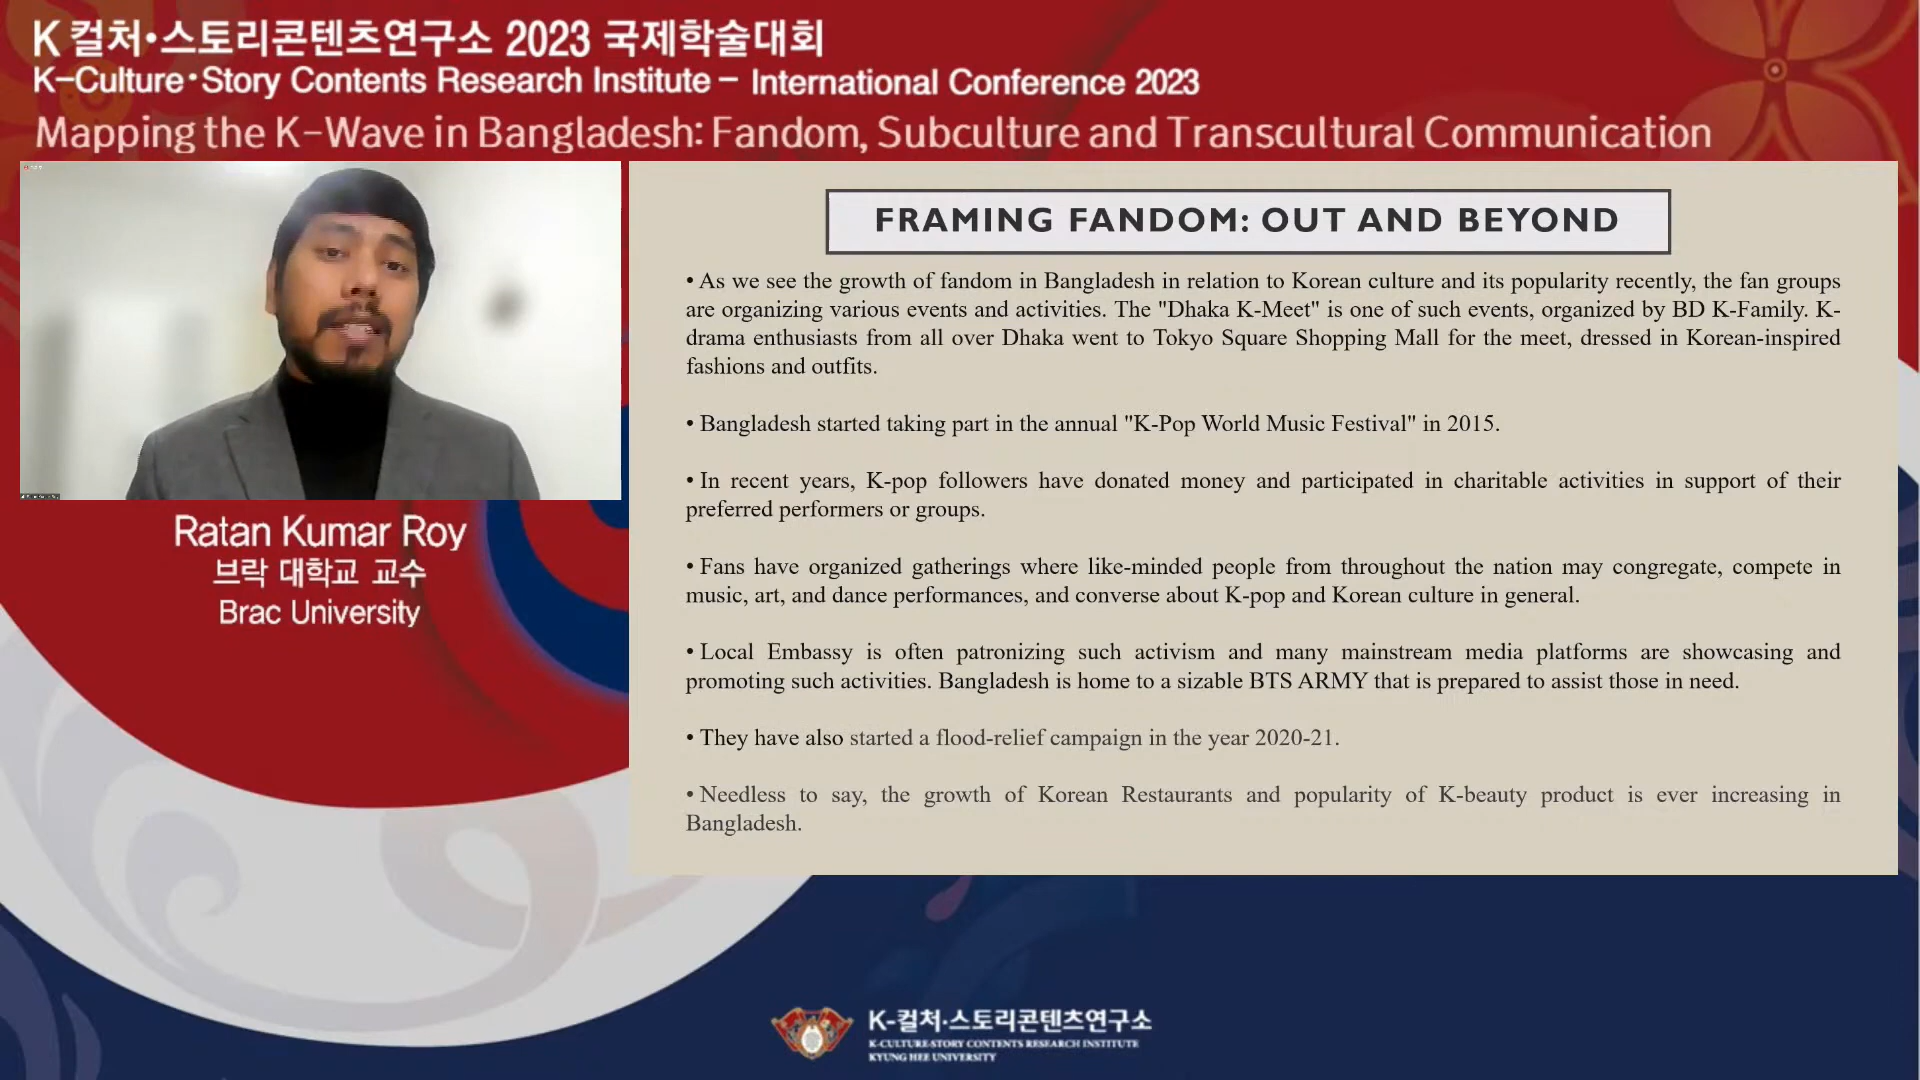 K 컬처•스토리콘텐츠연구소 2023 국제학술대회
K-Culture•Story Contents Research Institute – International Conference 2023
Mapping the K-Wave in Bangladesh: Fandom, Subculture and Transcultural Communication
Ratan Kumar Roy
브락 대학교 교수
Brac University
FRAMING FANDOM: OUT AND BEYOND
• As we see the growth of fandom in Bangladesh in relation to Korean culture and its popularity recently, the fan groups
are organizing various events and activities. The "Dhaka K-Meet" is one of such events, organized by BD K-Family. K-
drama enthusiasts from all over Dhaka went to Tokyo Square Shopping Mall for the meet, dressed in Korean-inspired
fashions and outfits.
• Bangladesh started taking part in the annual "K-Pop World Music Festival" in 2015.
• In recent years, K-pop followers have donated money and participated in charitable activities in support of their
preferred performers or groups.
• Fans have organized gatherings where like-minded people from throughout the nation may congregate, compete in
music, art, and dance performances, and converse about K-pop and Korean culture in general.
• Local Embassy is often patronizing such activism and many mainstream media platforms are showcasing and
promoting such activities. Bangladesh is home to a sizable BTS ARMY that is prepared to assist those in need.
• They have also started a flood-relief campaign in the year 2020-21.
• Needless to say, the growth of Korean Restaurants and popularity of K-beauty product is ever increasing in
Bangladesh.
K-컬처•스토리콘텐츠연구소
K-CULTURE•STORY CONTENTS RESEARCH INSTITUTE
KYUNG HEE UNIVERSITY